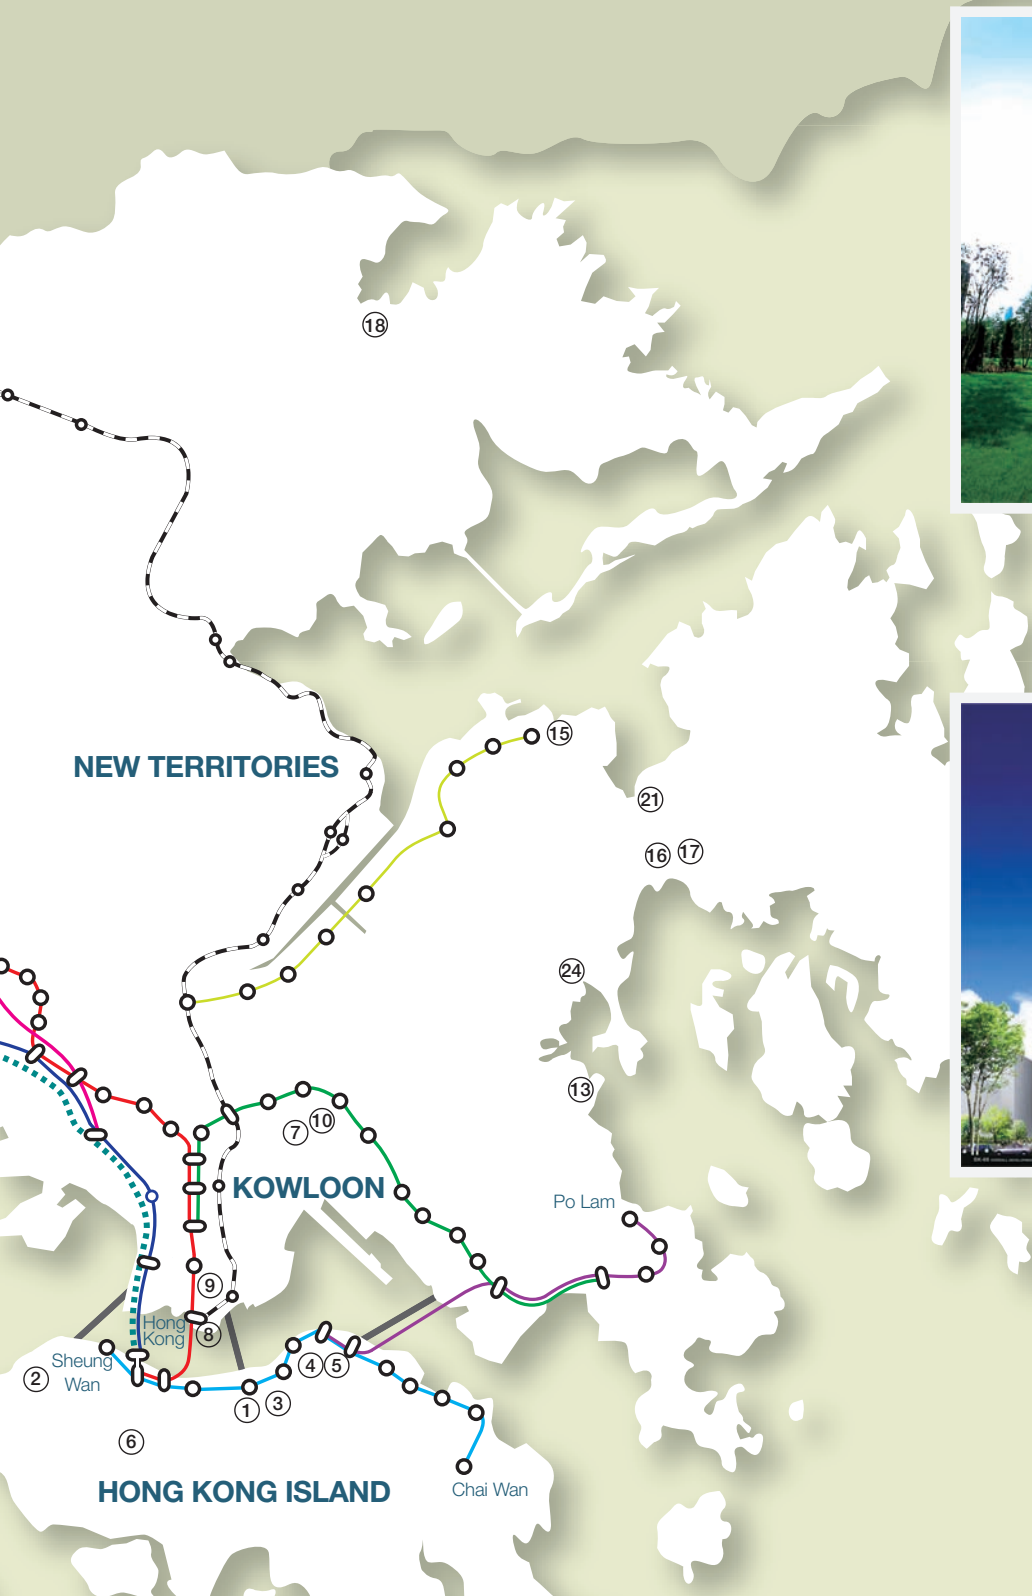 18
NEW TERRITORIES
15
21
16
17
24
13
7
10
KOWLOON
Po Lam
9
Hong
Kong
8
Sheung
Wan
2
4
5
1
3
6
HONG KONG ISLAND
Chai Wan